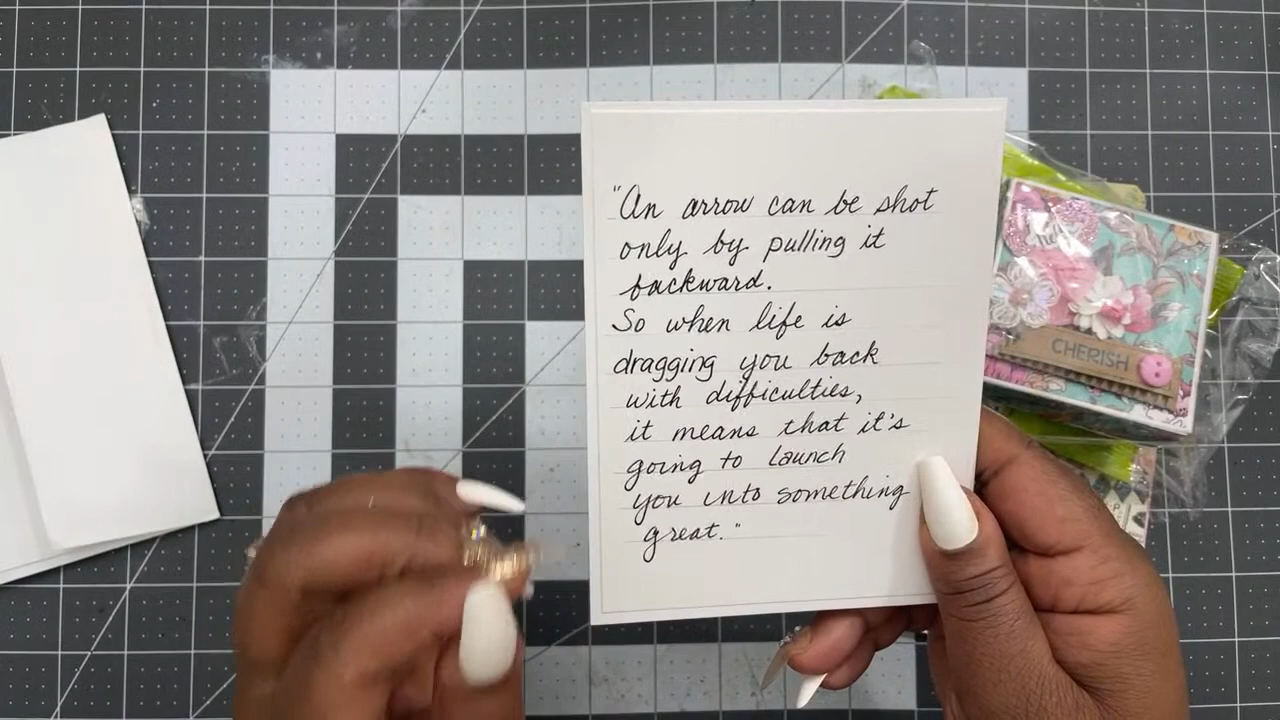 "An arrow can be shot
only by pulling it
backward.
So when life is
dragging you back
with difficulties,
it means that it's
going to launch
you into something
great."
CHERISH